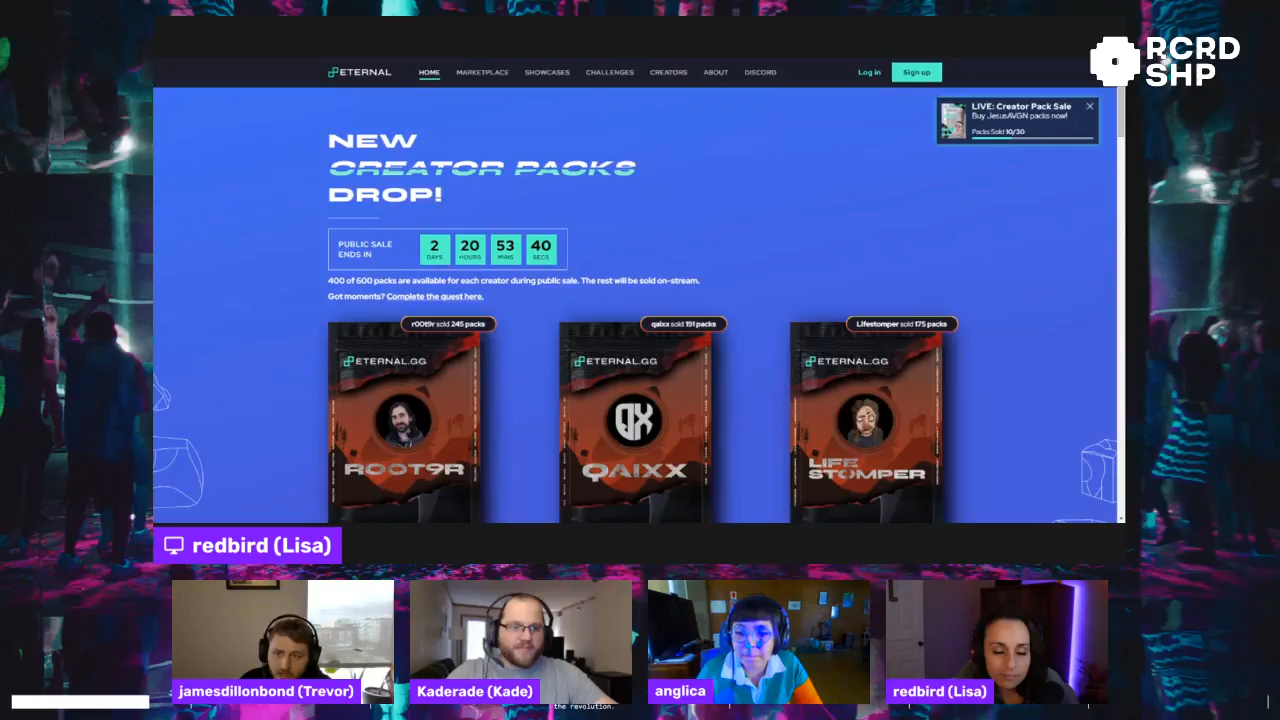 RCRD
SHP
ETERNAL
HOME
MARKETPLACE
SHOWCASES
CHALLENGES
CREATORS
ABOUT
DISCORD
Log in
Sign up
LIVE: Creator Pack Sale
Buy JesusAVGN packs now!
Packs Sold 10/30
NEW
CREATOR PACKS
DROP!
PUBLIC SALE
ENDS IN
2 20 53 40
DAYS HOURS MINS SECS
400 of 600 packs are available for each creator during public sale. The rest will be sold on-stream.
Got moments? Complete the quest here.
r00t9r sold 245 packs
qaixx sold 191 packs
L1festomper sold 175 packs
ETERNAL.GG
ETERNAL.GG
ETERNAL.GG
QX
ROOT9R
QAIXX
LIFE
STOMPER
redbird (Lisa)
jamesdillonbond (Trevor)
Kaderade (Kade)
anglica
redbird (Lisa)
the revolution.